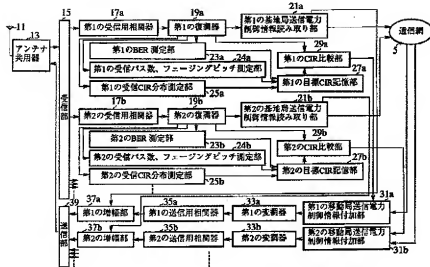 15
17a
19a
21a
11
13
アンテナ
共用器
受信部
第1の受信用相関器
第1の復調器
第1の基地局送信電力
制御情報読み取り部
通信網
5
29a
第1のBER 測定部
23a
24a
第1のCIR比較部
第1の受信パス数、フェージングピッチ測定部
27a
第1の受信CIR分布測定部
第1の目標CIR記憶部
25a
17b
19b
21b
第2の受信用相関器
第2の復調器
第2の基地局送信電力
制御情報読み取り部
29b
第2のBER 測定部
23b
24b
第2のCIR比較部
第2の受信パス数、フェージングピッチ測定部
27b
第2の受信CIR分布測定部
第2の目標CIR記憶部
25b
37a
35a
33a
31a
39
送信部
第1の増幅部
第1の送信用相関器
第1の変調器
第1の移動局送信電力
制御情報付加部
37b
35b
33b
第2の増幅部
第2の送信用相関器
第2の変調器
第2の移動局送信電力
制御情報付加部
31b